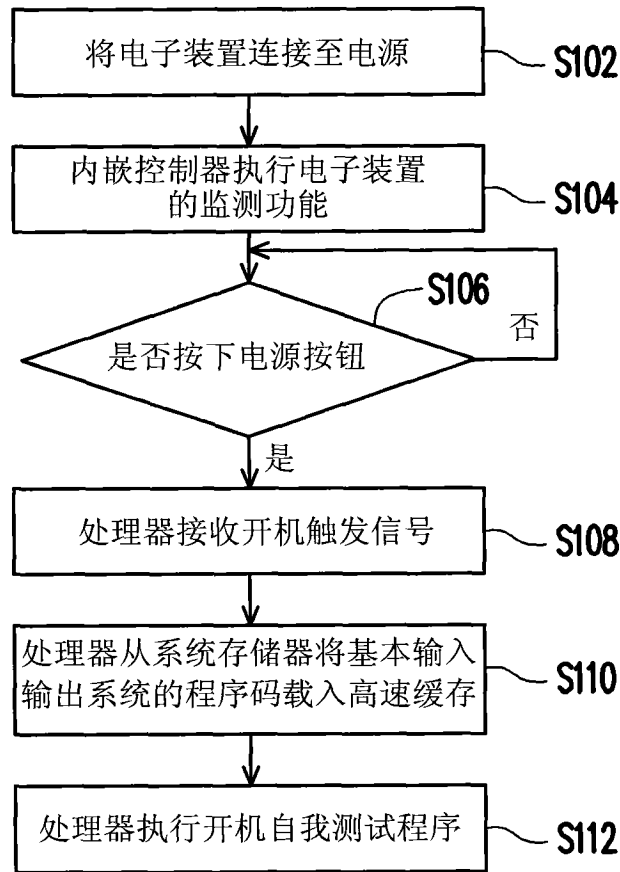 将电子装置连接至电源
S102
内嵌控制器执行电子装置
的监测功能
S104
S106
是否按下电源按钮
否
是
处理器接收开机触发信号
S108
处理器从系统存储器将基本输入
输出系统的程序码载入高速缓存
S110
处理器执行开机自我测试程序
S112